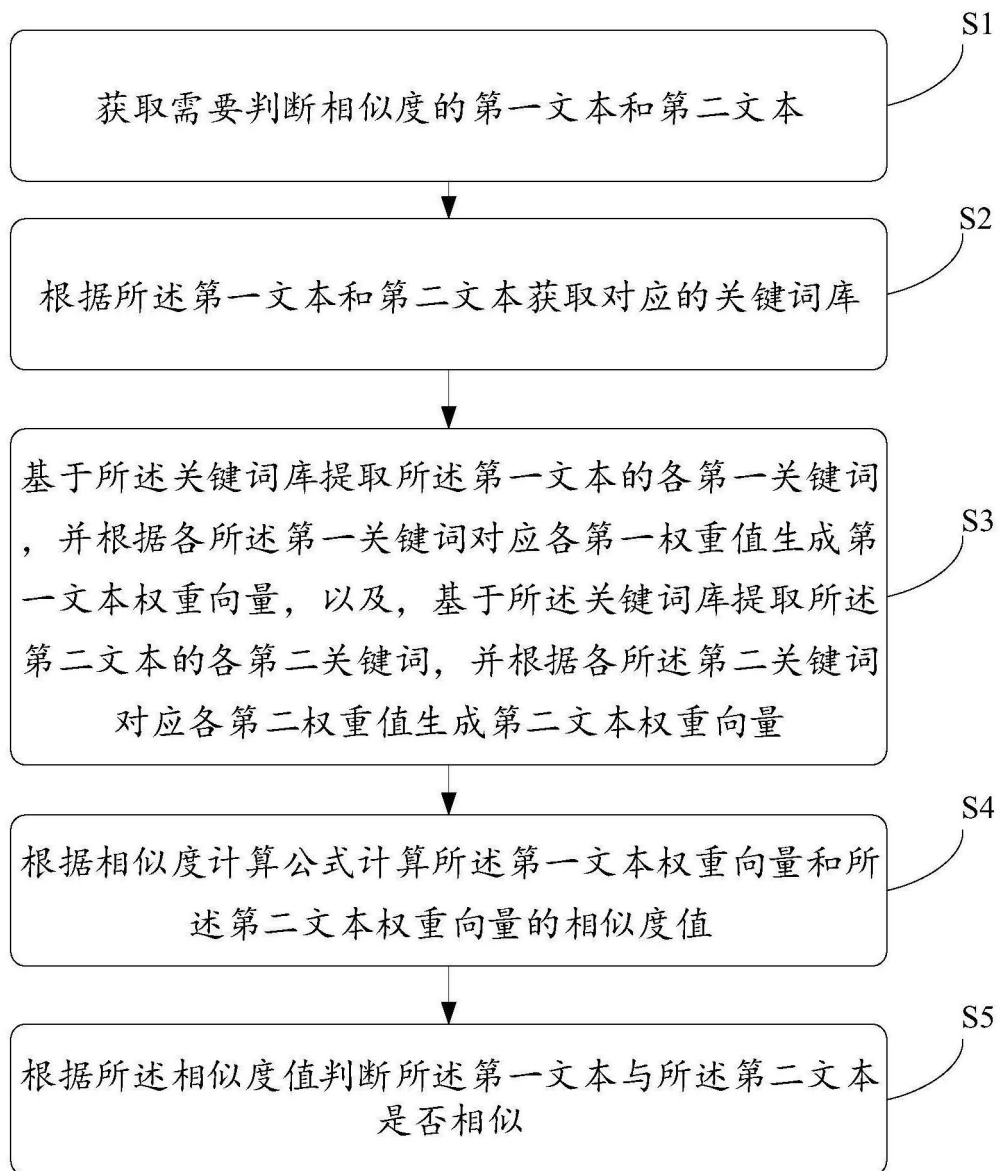 S1
获取需要判断相似度的第一文本和第二文本
S2
根据所述第一文本和第二文本获取对应的关键词库
S3
基于所述关键词库提取所述第一文本的各第一关键词
，并根据各所述第一关键词对应各第一权重值生成第
一文本权重向量，以及，基于所述关键词库提取所述
第二文本的各第二关键词，并根据各所述第二关键词
对应各第二权重值生成第二文本权重向量
S4
根据相似度计算公式计算所述第一文本权重向量和所
述第二文本权重向量的相似度值
S5
根据所述相似度值判断所述第一文本与所述第二文本
是否相似